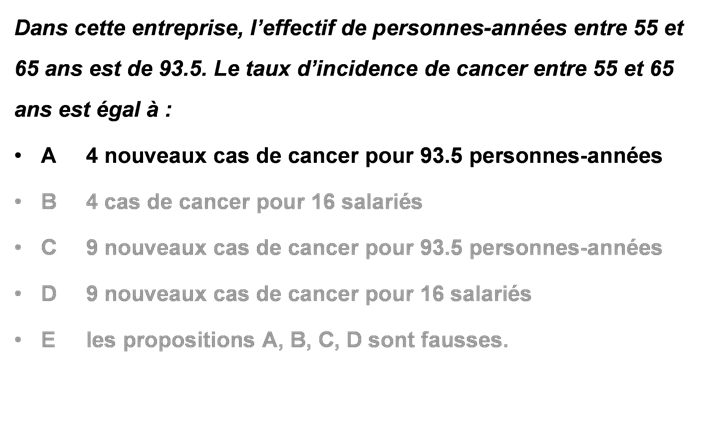 Dans cette entreprise, l’effectif de personnes-années entre 55 et
65 ans est de 93.5. Le taux d’incidence de cancer entre 55 et 65
ans est égal à :
• A 4 nouveaux cas de cancer pour 93.5 personnes-années
• B 4 cas de cancer pour 16 salariés
• C 9 nouveaux cas de cancer pour 93.5 personnes-années
• D 9 nouveaux cas de cancer pour 16 salariés
• E les propositions A, B, C, D sont fausses.